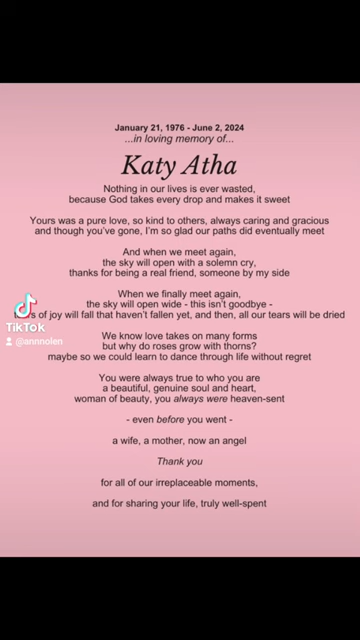 January 21, 1976 - June 2, 2024
...in loving memory of...
Katy Atha
Nothing in our lives is ever wasted,
because God takes every drop and makes it sweet
Yours was a pure love, so kind to others, always caring and gracious
and though you've gone, I'm so glad our paths did eventually meet
And when we meet again,
the sky will open with a solemn cry,
thanks for being a real friend, someone by my side
When we finally meet again,
the sky will open wide - this isn't goodbye -
of joy will fall that haven't fallen yet, and then, all our tears will be dried
TikTok
@annnolen
We know love takes on many forms
but why do roses grow with thorns?
maybe so we could learn to dance through life without regret
You were always true to who you are
a beautiful, genuine soul and heart,
woman of beauty, you always were heaven-sent
- even before you went -
a wife, a mother, now an angel
Thank you
for all of our irreplaceable moments,
and for sharing your life, truly well-spent